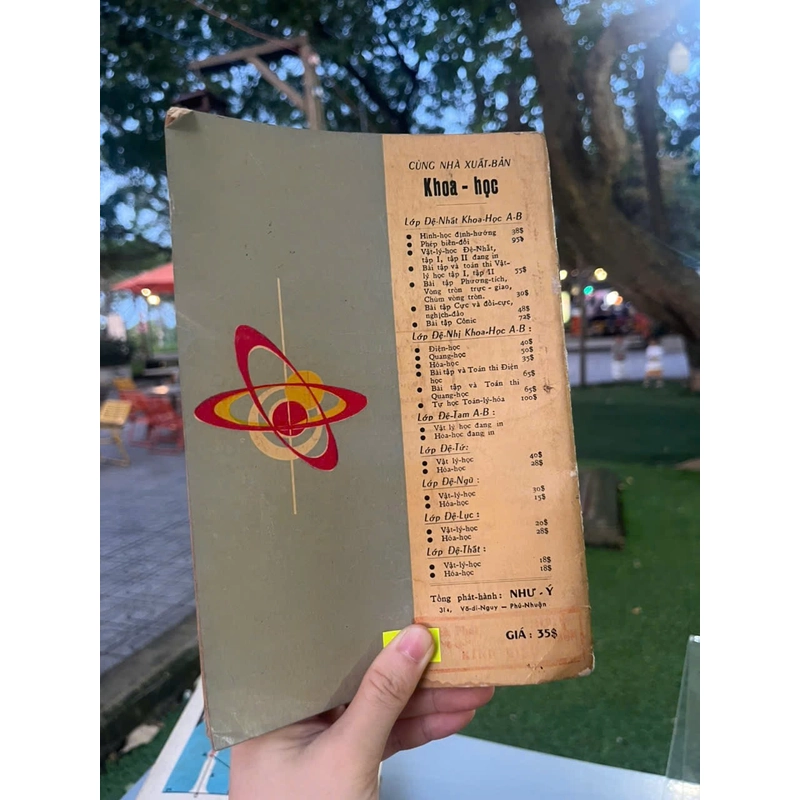 CÙNG NHÀ XUẤT-BẢN
Khoa - học
Lớp Đệ-Nhất Khoa-Học A-B
● Hình-học định-hướng 38$
● Phép biến-đổi 95$
● Vật-lý-học Đệ-Nhất,
tập I, tập II đang in
● Bài tập và toán thi Vật-
lý học tập I, tập II 55$
● Bài tập Phương-tích,
Vòng tròn trực-giao,
Chùm vòng tròn. 30$
● Bài tập Cực và đối-cực,
nghịch-đảo 48$
● Bài tập Cônic 72$
Lớp Đệ-Nhị Khoa-Học A-B :
● Điện-học 40$
● Quang-học 50$
● Hóa-học 35$
● Bài tập và Toán thi Điện
học 65$
● Bài tập và Toán thi
Quang-học 65$
● Tự học Toán-lý-hóa 100$
Lớp Đệ-Tam A-B :
● Vật lý học đang in
● Hóa-học đang in
Lớp Đệ-Tứ:
● Vật lý-học 40$
● Hóa-học 28$
Lớp Đệ-Ngũ :
● Vật-lý-học 30$
● Hóa-học 15$
Lớp Đệ-Lục :
● Vật-lý-học 20$
● Hóa-học 28$
Lớp Đệ-Thất :
● Vật-lý-học 18$
● Hóa-học 18$
Tổng phát-hành: NHƯ - Ý
Võ-di-Nguy — Phú-Nhuận
GIÁ : 35$